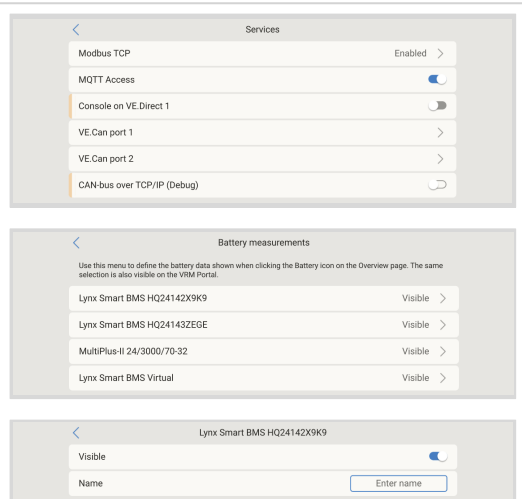 Services
Modbus TCP Enabled
MQTT Access
Console on VE.Direct 1
VE.Can port 1
VE.Can port 2
CAN-bus over TCP/IP (Debug)
Battery measurements
Use this menu to define the battery data shown when clicking the Battery icon on the Overview page. The same
selection is also visible on the VRM Portal.
Lynx Smart BMS HQ24142X9K9 Visible
Lynx Smart BMS HQ24143ZEGE Visible
MultiPlus-II 24/3000/70-32 Visible
Lynx Smart BMS Virtual Visible
Lynx Smart BMS HQ24142X9K9
Visible
Name Enter name